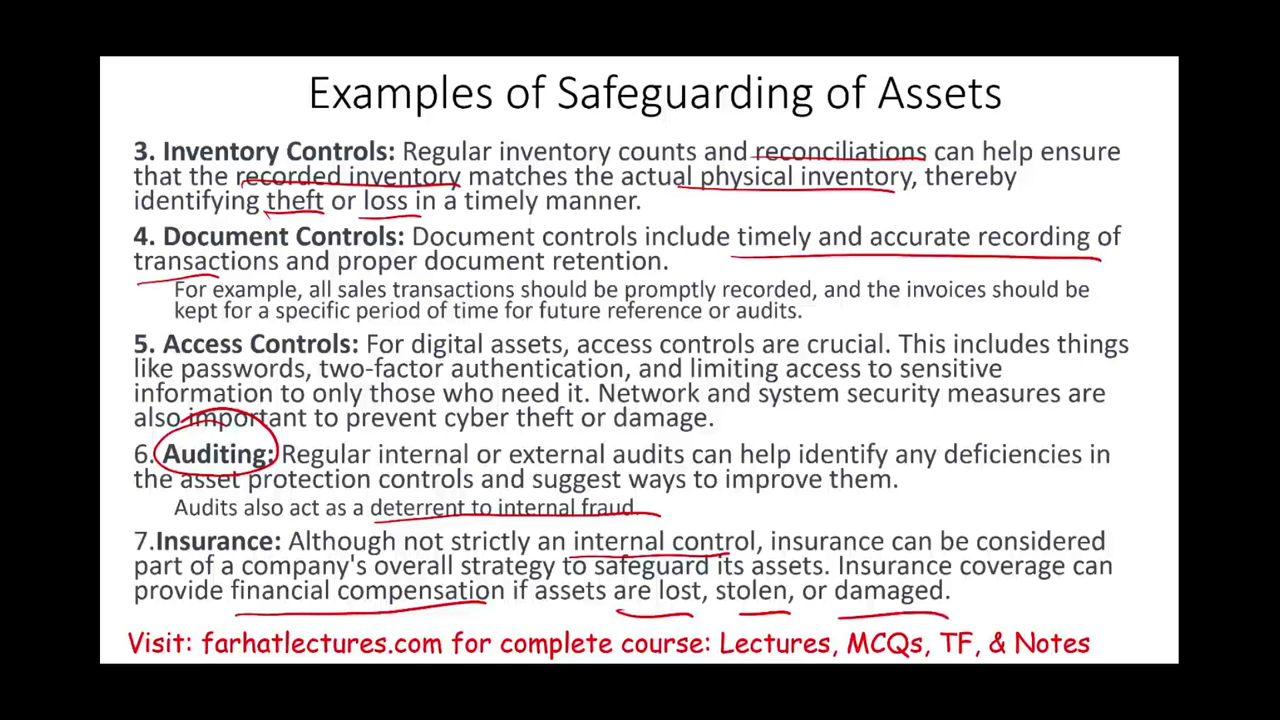 Examples of Safeguarding of Assets
3. Inventory Controls: Regular inventory counts and reconciliations can help ensure
that the recorded inventory matches the actual physical inventory, thereby
identifying theft or loss in a timely manner.
4. Document Controls: Document controls include timely and accurate recording of
transactions and proper document retention.
For example, all sales transactions should be promptly recorded, and the invoices should be
kept for a specific period of time for future reference or audits.
5. Access Controls: For digital assets, access controls are crucial. This includes things
like passwords, two-factor authentication, and limiting access to sensitive
information to only those who need it. Network and system security measures are
also important to prevent cyber theft or damage.
6. Auditing: Regular internal or external audits can help identify any deficiencies in
the asset protection controls and suggest ways to improve them.
Audits also act as a deterrent to internal fraud.
7.Insurance: Although not strictly an internal control, insurance can be considered
part of a company's overall strategy to safeguard its assets. Insurance coverage can
provide financial compensation if assets are lost, stolen, or damaged.
Visit: farhatlectures.com for complete course: Lectures, MCQs, TF, & Notes